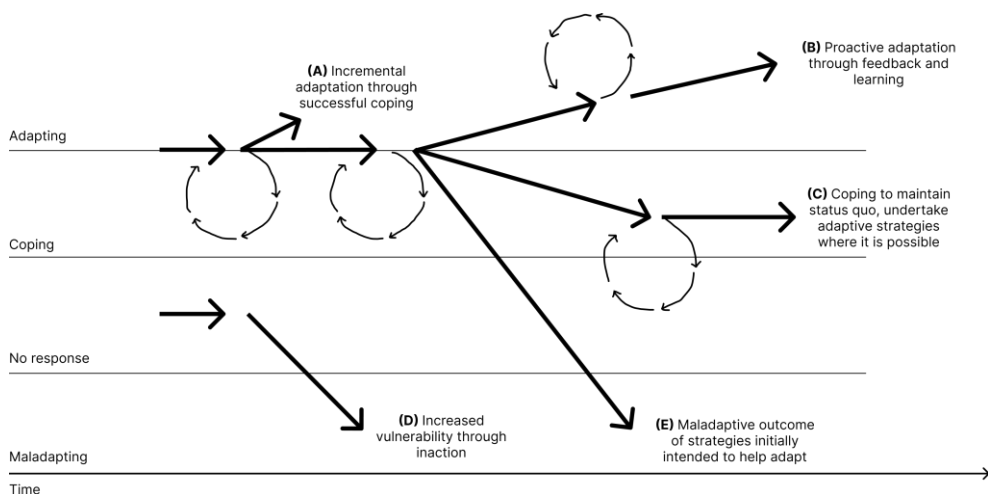 (A) Incremental
adaptation through
successful coping
(B) Proactive adaptation
through feedback and
learning
Adapting
(C) Coping to maintain
status quo, undertake
adaptive strategies
where it is possible
Coping
No response
(D) Increased
vulnerability through
inaction
(E) Maladaptive outcome
of strategies initially
intended to help adapt
Maladapting
Time